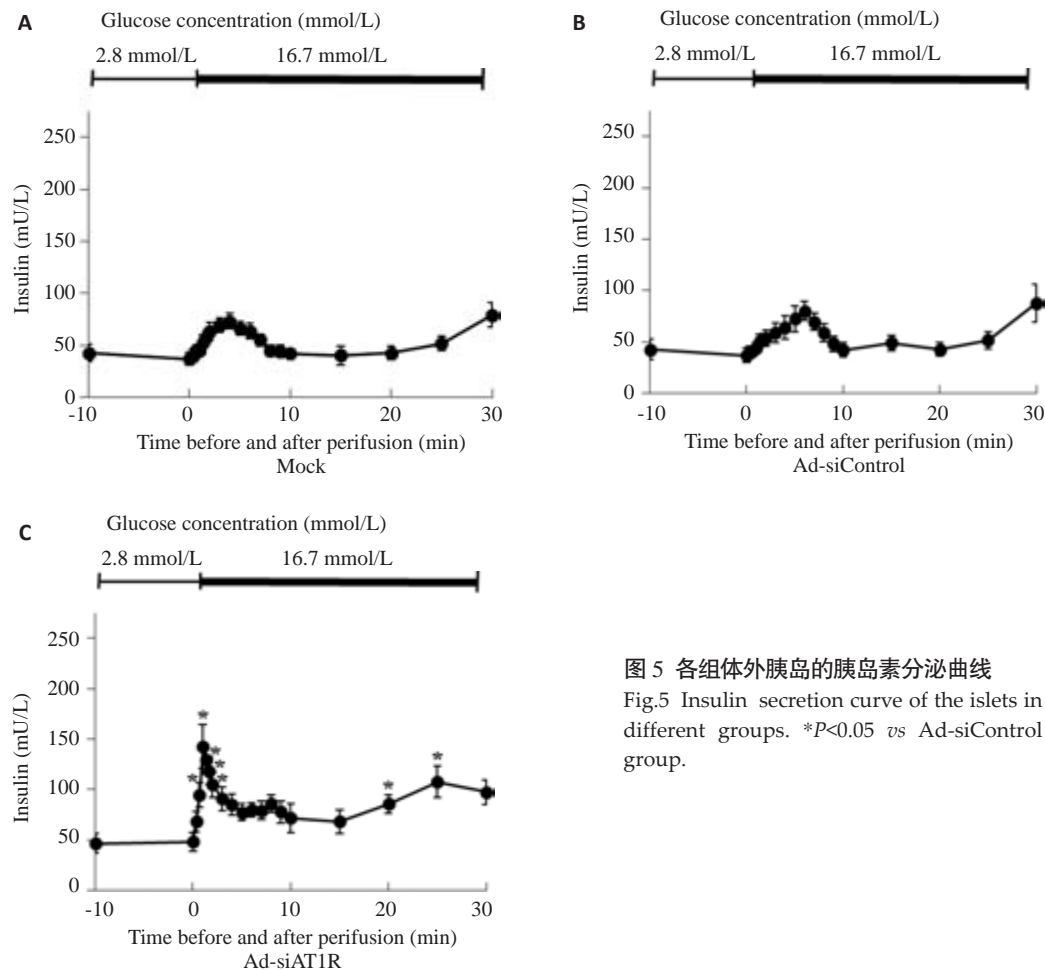 A
Glucose concentration (mmol/L)
2.8 mmol/L
16.7 mmol/L
250
200
150
100
50
0
Insulin (mU/L)
-10
0
10
20
30
Time before and after perifusion (min)
Mock
B
Glucose concentration (mmol/L)
2.8 mmol/L
16.7 mmol/L
250
200
150
100
50
0
Insulin (mU/L)
-10
0
10
20
30
Time before and after perifusion (min)
Ad-siControl
C
Glucose concentration (mmol/L)
2.8 mmol/L
16.7 mmol/L
250
200
150
100
50
0
Insulin (mU/L)
*
*
*
*
*
*
*
-10
0
10
20
30
Time before and after perifusion (min)
Ad-siAT1R
图 5 各组体外胰岛的胰岛素分泌曲线
Fig.5 Insulin secretion curve of the islets in
different groups. *P<0.05 vs Ad-siControl
group.